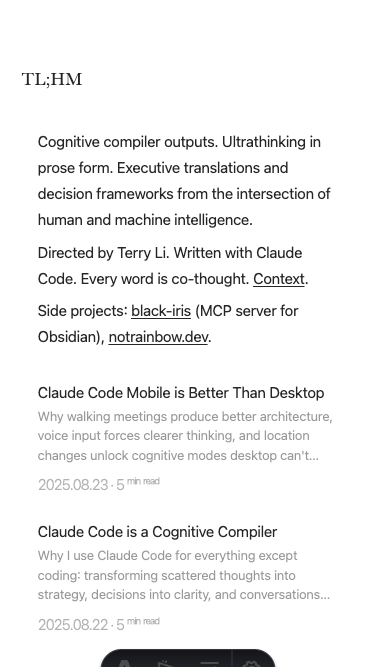 TL;HM
Cognitive compiler outputs. Ultrathinking in
prose form. Executive translations and
decision frameworks from the intersection of
human and machine intelligence.
Directed by Terry Li. Written with Claude
Code. Every word is co-thought. Context.
Side projects: black-iris (MCP server for
Obsidian), notrainbow.dev.
Claude Code Mobile is Better Than Desktop
Why walking meetings produce better architecture,
voice input forces clearer thinking, and location
changes unlock cognitive modes desktop can't...
2025.08.23 · 5 min read
Claude Code is a Cognitive Compiler
Why I use Claude Code for everything except
coding: transforming scattered thoughts into
strategy, decisions into clarity, and conversations...
2025.08.22 · 5 min read